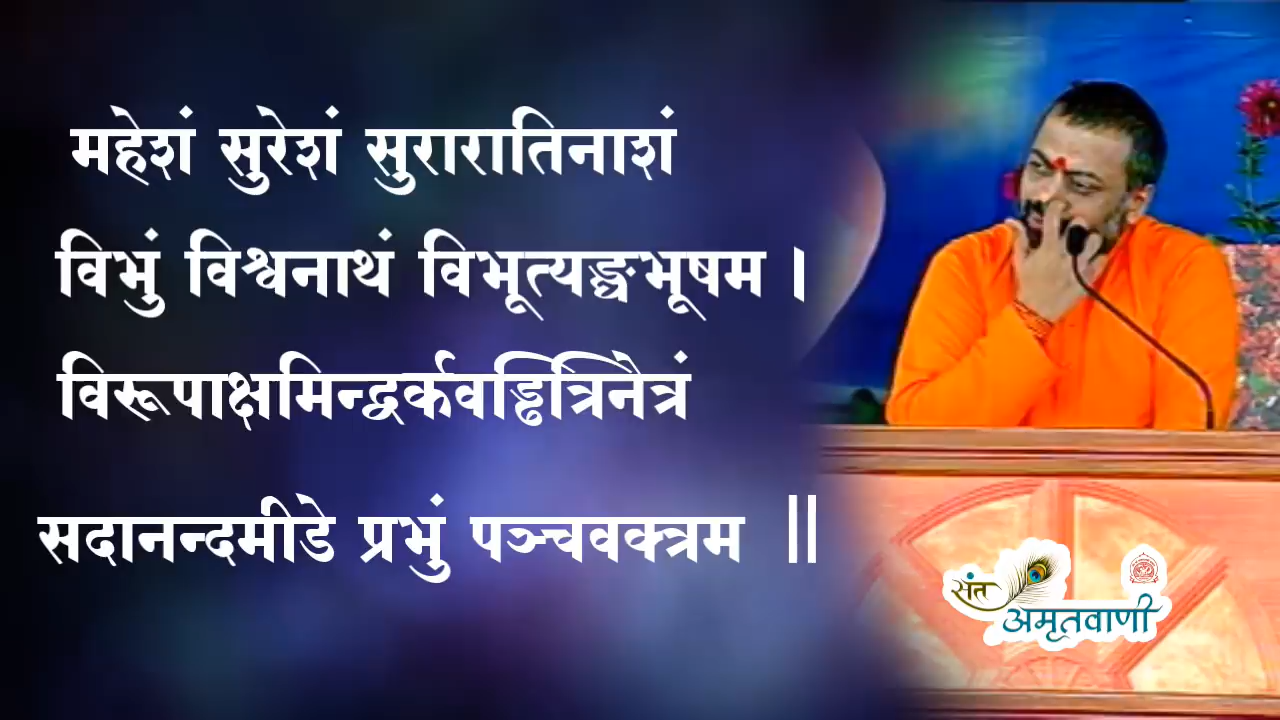 महेशं सुरेशं सुरारातिनाशं
विभुं विश्वनाथं विभूत्यङ्गभूषम ।
विरूपाक्षमिन्द्वर्कवह्नित्रिनेत्रं
सदानन्दमीडे प्रभुं पञ्चवक्त्रम ॥
संत
अमृतवाणी